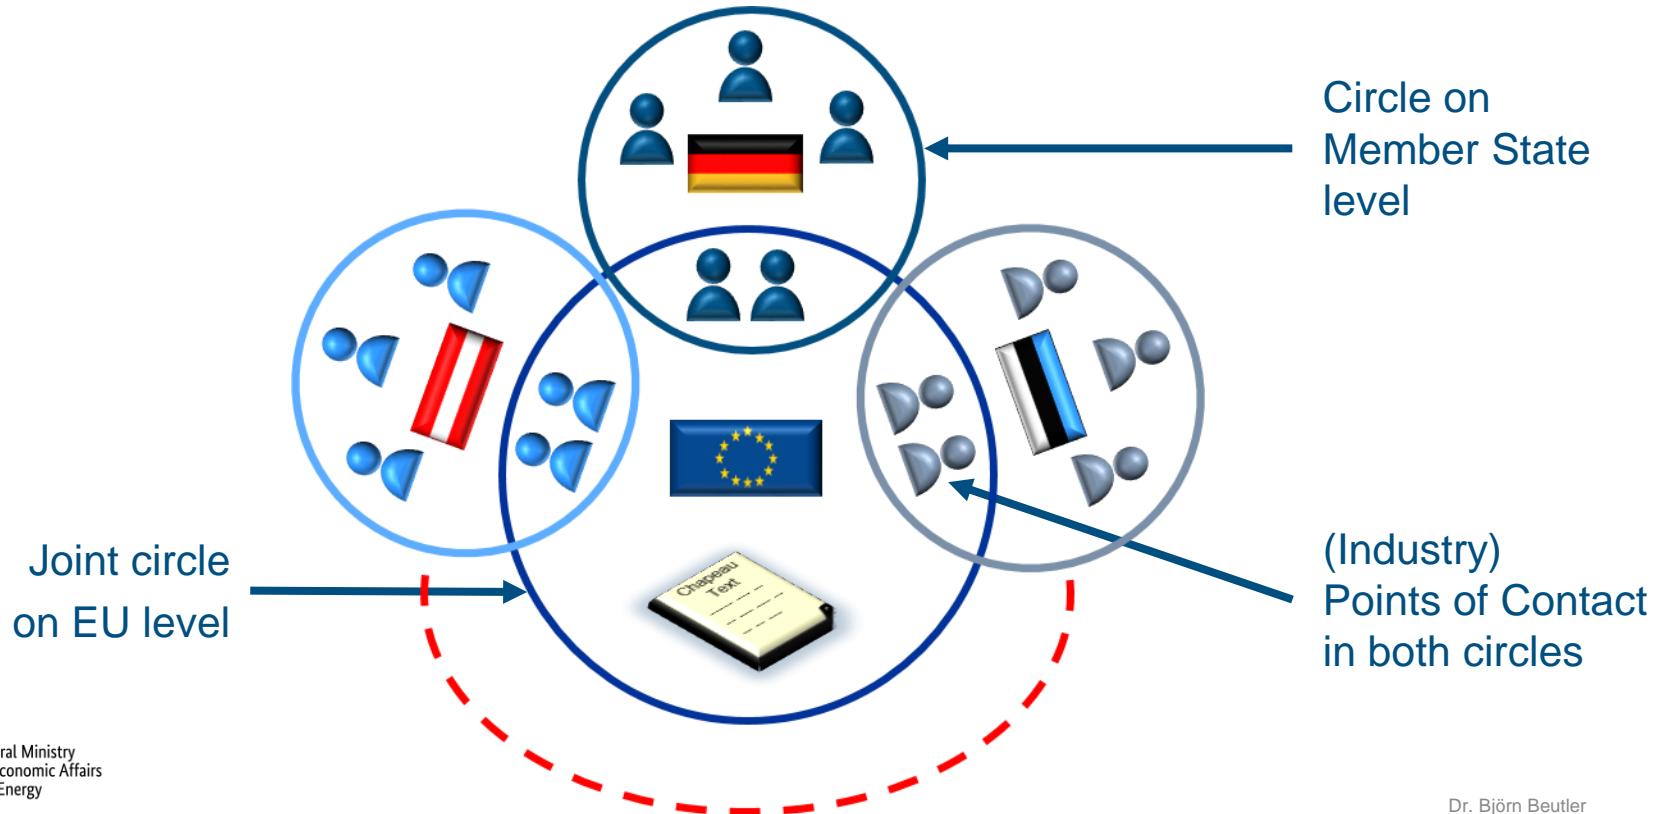 Circle on
Member State
level
Joint circle
on EU level
Chapeau
Text
(Industry)
Points of Contact
in both circles
ral Ministry
conomic Affairs
Energy
Dr. Björn Beutler